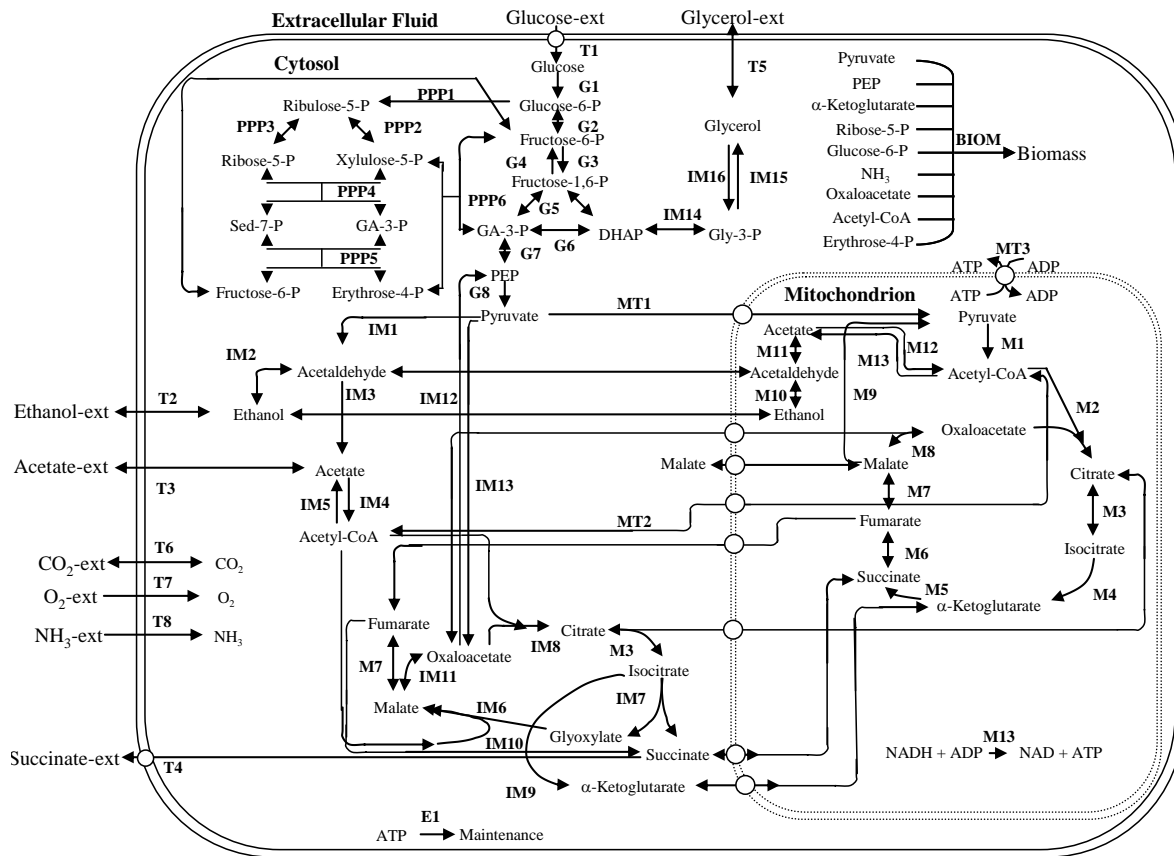 Extracellular Fluid
Glucose-ext
Glycerol-ext
T1
T5
Cytosol
Glucose
G1
Ribulose-5-P
PPP1
Glucose-6-P
G2
PPP3
PPP2
Fructose-6-P
G4
G3
Ribose-5-P
Xylulose-5-P
Fructose-1,6-P
PPP4
PPP6
G5
Sed-7-P
GA-3-P
GA-3-P
G6
DHAP
IM14
Gly-3-P
G7
PPP5
PEP
G8
Fructose-6-P
Erythrose-4-P
Glycerol
IM16
IM15
Pyruvate
PEP
α-Ketoglutarate
Ribose-5-P
Glucose-6-P
NH3
Oxaloacetate
Acetyl-CoA
Erythrose-4-P
BIOM
Biomass
MT3
ATP
ADP
ATP
ADP
Mitochondrion
Pyruvate
MT1
Pyruvate
IM1
Acetate
M12
M1
M11
M13
IM2
Acetaldehyde
Acetaldehyde
Acetyl-CoA
IM3
IM12
M10
M9
M2
Ethanol-ext
T2
Ethanol
Ethanol
Oxaloacetate
M8
Acetate-ext
T3
Acetate
Malate
Malate
Citrate
IM13
IM5
IM4
M7
M3
MT2
Acetyl-CoA
Fumarate
Isocitrate
CO2-ext
T6
CO2
M6
T7
Succinate
M5
M4
O2-ext
O2
α-Ketoglutarate
T8
NH3-ext
NH3
Fumarate
Citrate
IM8
M3
Oxaloacetate
M7
IM11
Isocitrate
IM7
Malate
IM6
Glyoxylate
IM10
Succinate
Succinate-ext
T4
IM9
α-Ketoglutarate
M13
NADH + ADP
NAD + ATP
E1
ATP
Maintenance